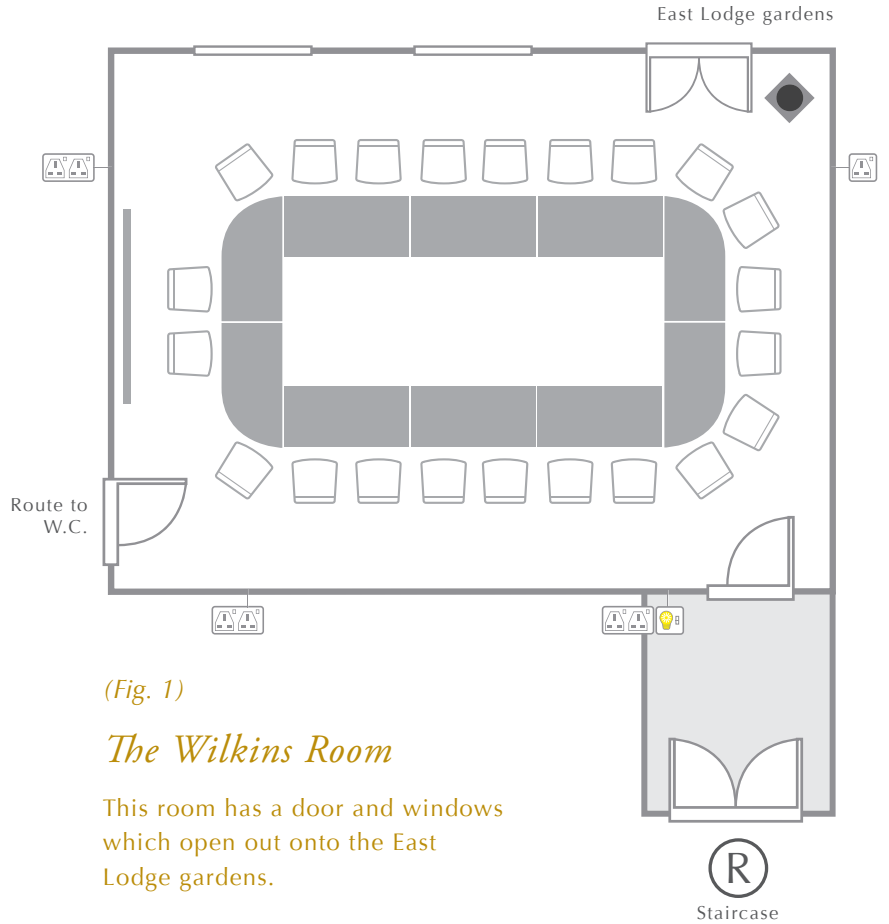 East Lodge gardens
Route to
W.C.
(Fig. 1)
The Wilkins Room
This room has a door and windows
which open out onto the East
Lodge gardens.
R
Staircase